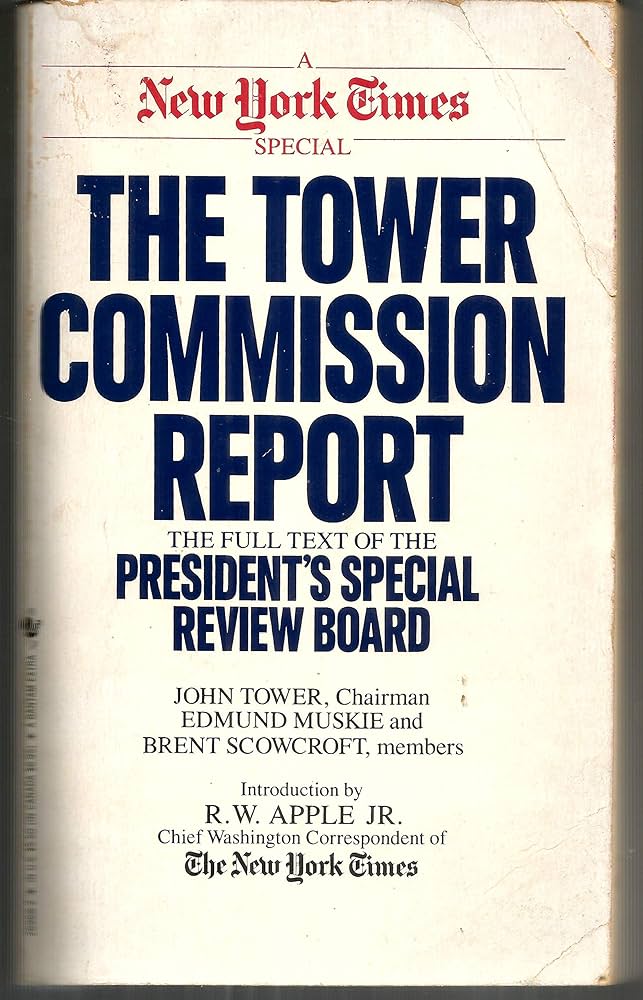 A
New York Times
SPECIAL
THE TOWER
COMMISSION
REPORT
THE FULL TEXT OF THE
PRESIDENT'S SPECIAL
REVIEW BOARD
JOHN TOWER, Chairman
EDMUND MUSKIE and
BRENT SCOWCROFT, members
Introduction by
R.W. APPLE JR.
Chief Washington Correspondent of
The New York Times